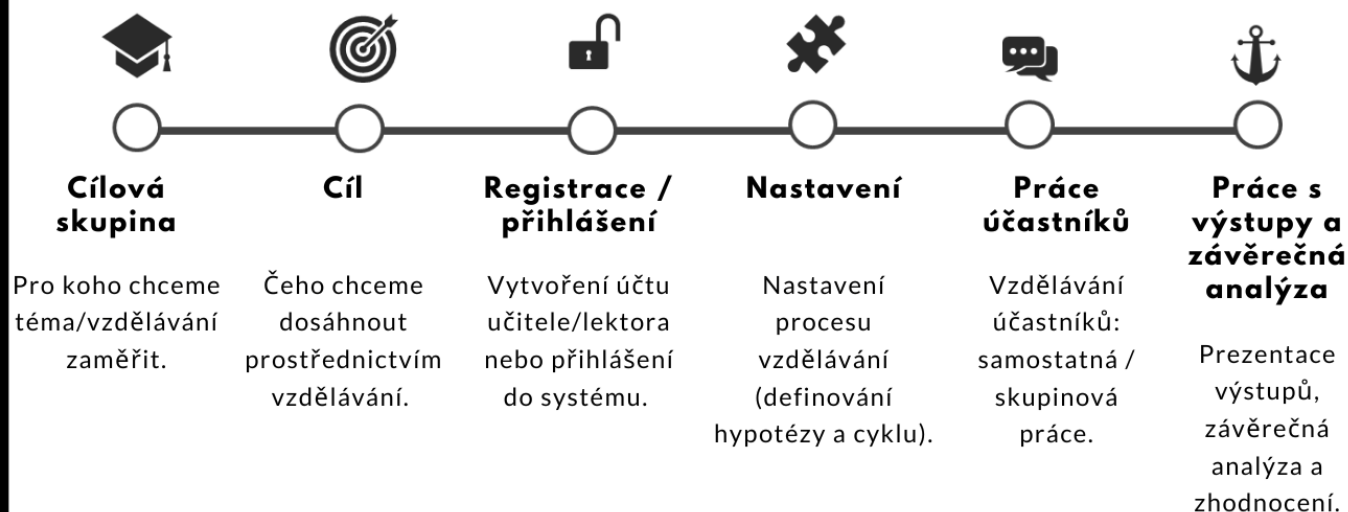 Cílová
skupina
Pro koho chceme
téma/vzdělávání
zaměřit.
Cíl
Čeho chceme
dosáhnout
prostřednictvím
vzdělávání.
Registrace /
přihlášení
Vytvoření účtu
učitele/lektora
nebo přihlášení
do systému.
Nastavení
Nastavení
procesu
vzdělávání
(definování
hypotézy a cyklu).
Práce
účastníků
Vzdělávání
účastníků:
samostatná /
skupinová
práce.
Práce s
výstupy a
závěrečná
analýza
Prezentace
výstupů,
závěrečná
analýza a
zhodnocení.